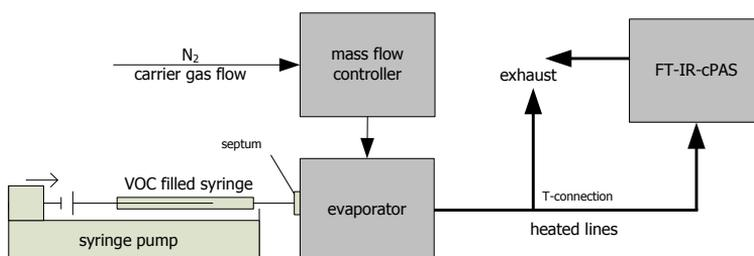 N₂
carrier gas flow
mass flow
controller
exhaust
FT-IR-cPAS
septum
VOC filled syringe
evaporator
T-connection
heated lines
syringe pump